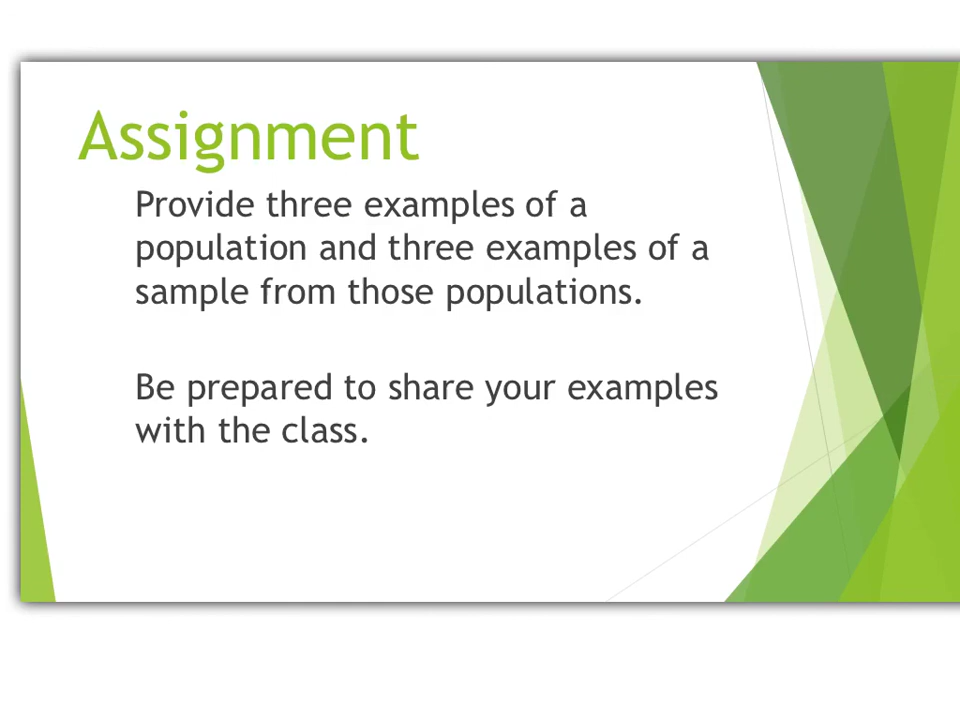 Assignment
Provide three examples of a
population and three examples of a
sample from those populations.
Be prepared to share your examples
with the class.